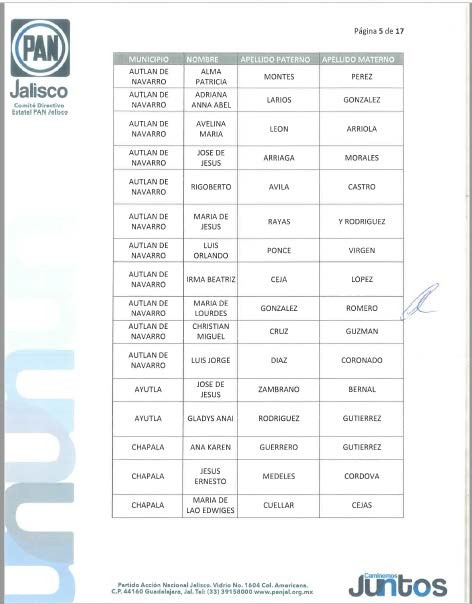 Página 5 de 17
PAN
Jalisco
Comité Directivo
Estatal PAN Jalisco
MUNICIPIO NOMBRE APELLIDO PATERNO APELLIDO MATERNO
AUTLAN DE NAVARRO ALMA PATRICIA MONTES PEREZ
AUTLAN DE NAVARRO ADRIANA ANNA ABEL LARIOS GONZALEZ
AUTLAN DE NAVARRO AVELINA MARIA LEON ARRIOLA
AUTLAN DE NAVARRO JOSE DE JESUS ARRIAGA MORALES
AUTLAN DE NAVARRO RIGOBERTO AVILA CASTRO
AUTLAN DE NAVARRO MARIA DE JESUS RAYAS Y RODRIGUEZ
AUTLAN DE NAVARRO LUIS ORLANDO PONCE VIRGEN
AUTLAN DE NAVARRO IRMA BEATRIZ CEJA LOPEZ
AUTLAN DE NAVARRO MARIA DE LOURDES GONZALEZ ROMERO
AUTLAN DE NAVARRO CHRISTIAN MIGUEL CRUZ GUZMAN
AUTLAN DE NAVARRO LUIS JORGE DIAZ CORONADO
AYUTLA JOSE DE JESUS ZAMBRANO BERNAL
AYUTLA GLADYS ANAI RODRIGUEZ GUTIERREZ
CHAPALA ANA KAREN GUERRERO GUTIERREZ
CHAPALA JESUS ERNESTO MEDELES CORDOVA
CHAPALA MARIA DE LAO EDWIGES CUELLAR CEJAS
Partido Acción Nacional Jalisco. Vidrio No. 1604 Col. Americana.
C.P. 44160 Guadalajara, Jal. Tel: (33) 39158000 www.panjal.org.mx
Caminemos
Juntos